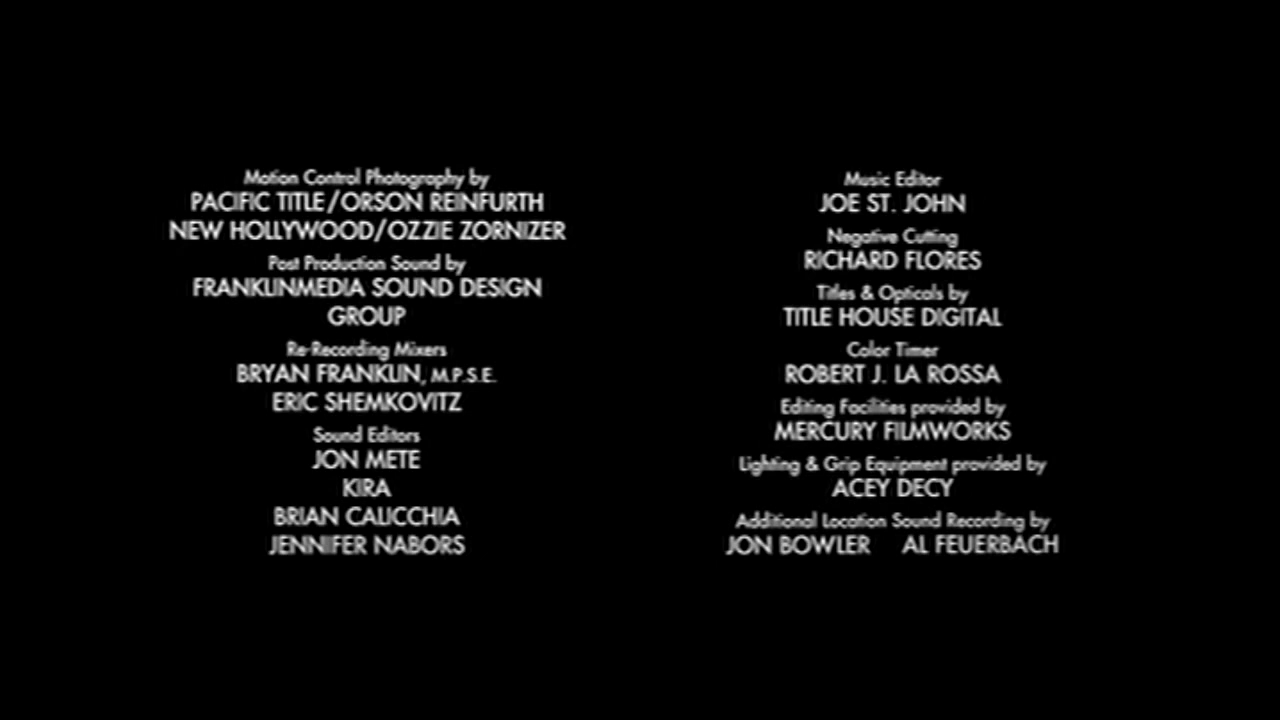 Motion Control Photography by
PACIFIC TITLE/ORSON REINFURTH
NEW HOLLYWOOD/OZZIE ZORNIZER
Post Production Sound by
FRANKLINMEDIA SOUND DESIGN
GROUP
Re-Recording Mixers
BRYAN FRANKLIN, M.P.S.E.
ERIC SHEMKOVITZ
Sound Editors
JON METE
KIRA
BRIAN CALICCHIA
JENNIFER NABORS
Music Editor
JOE ST. JOHN
Negative Cutting
RICHARD FLORES
Titles & Opticals by
TITLE HOUSE DIGITAL
Color Timer
ROBERT J. LA ROSSA
Editing Facilities provided by
MERCURY FILMWORKS
Lighting & Grip Equipment provided by
ACEY DECY
Additional Location Sound Recording by
JON BOWLER AL FEUERBACH